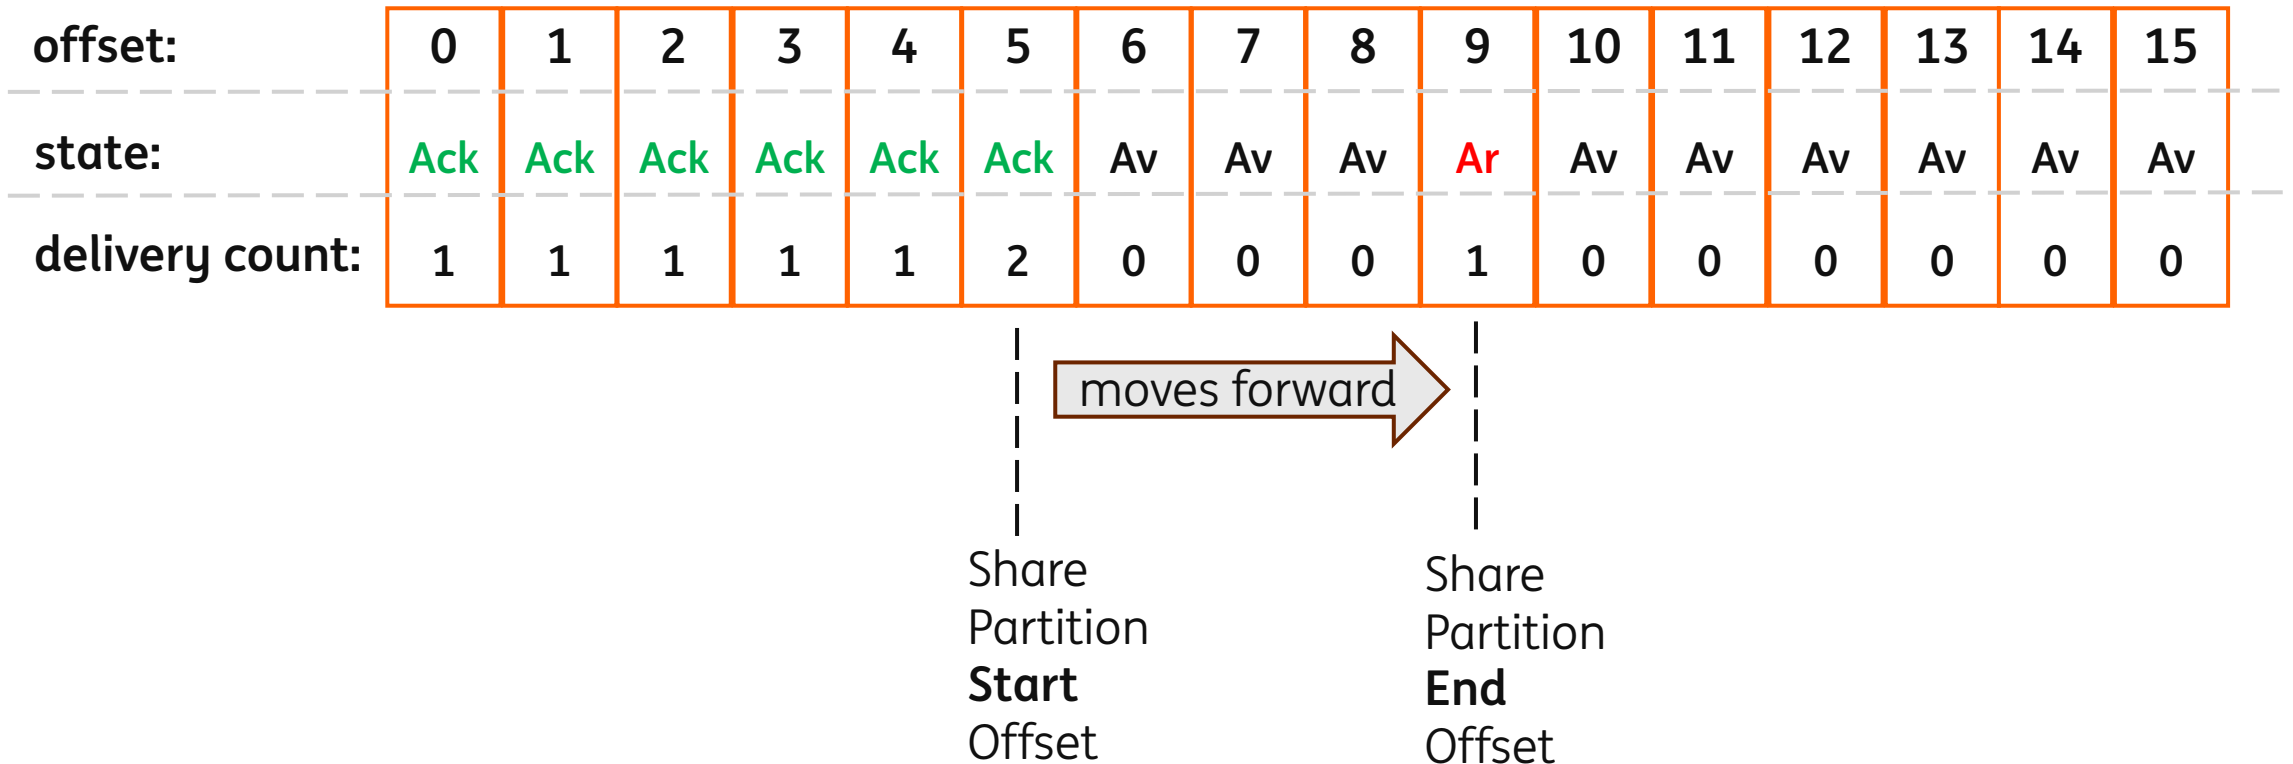 offset: 0 1 2 3 4 5 6 7 8 9 10 11 12 13 14 15
state: Ack Ack Ack Ack Ack Ack Av Av Av Ar Av Av Av Av Av Av
delivery count: 1 1 1 1 1 2 0 0 0 1 0 0 0 0 0 0
moves forward
Share
Partition
Start
Offset
Share
Partition
End
Offset